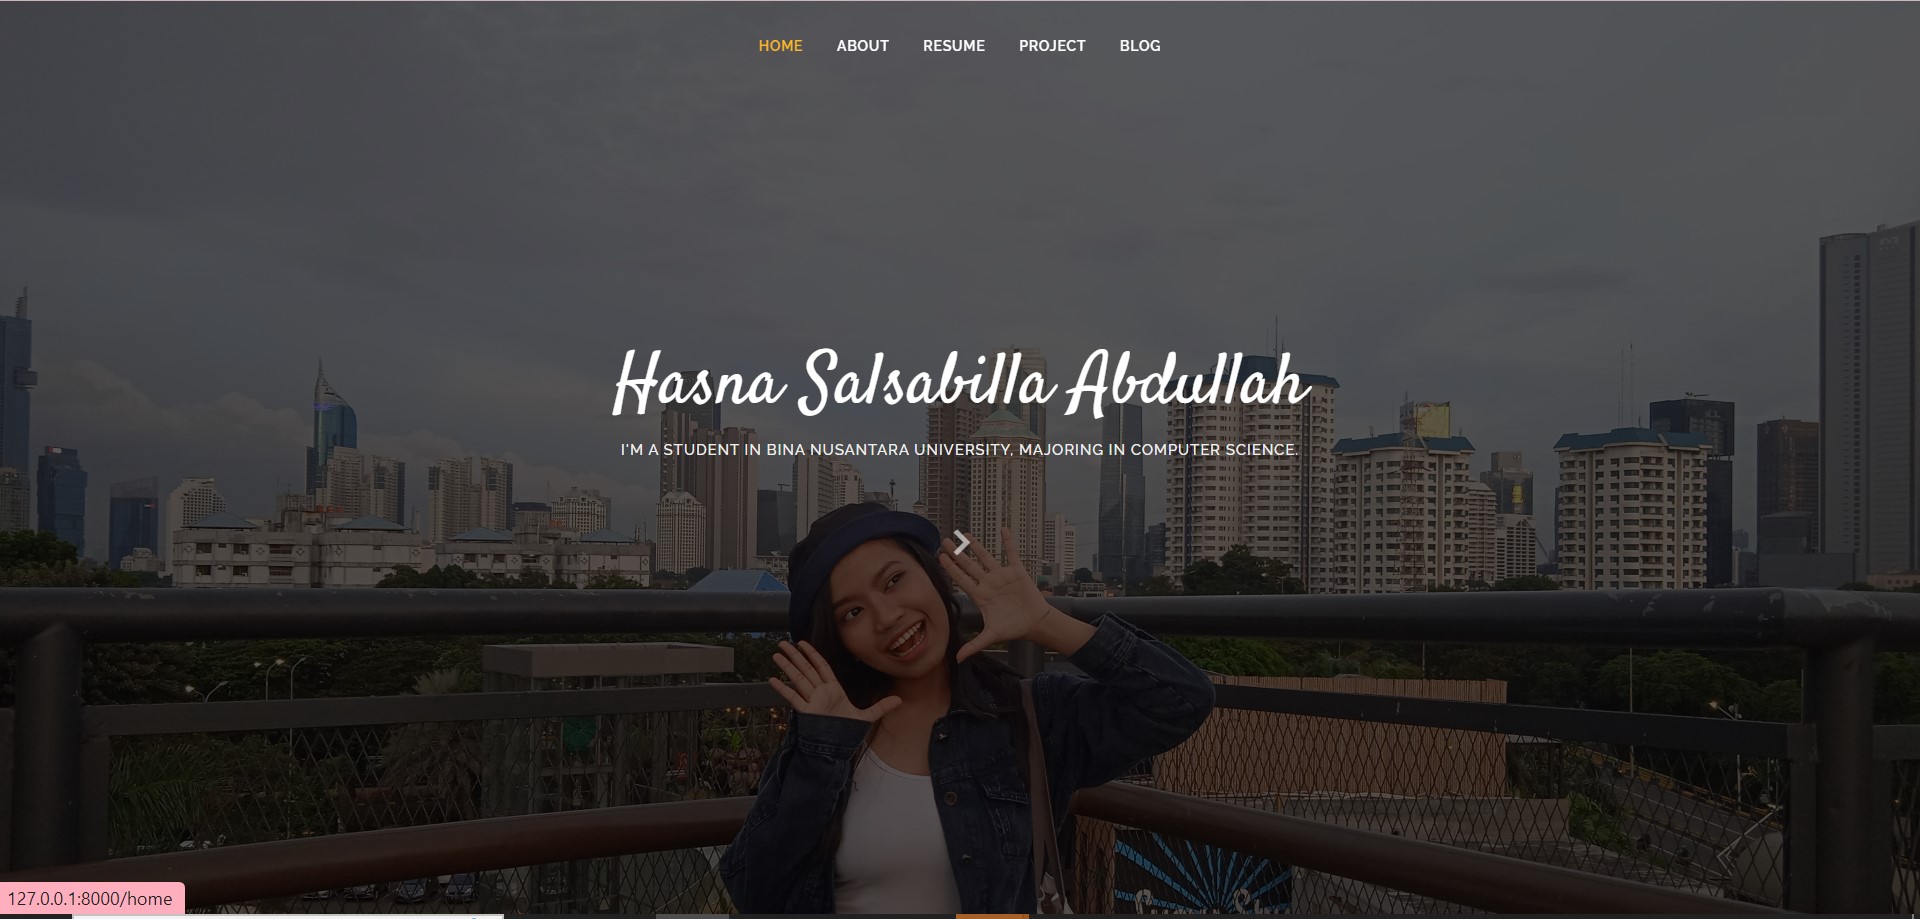 HOME ABOUT RESUME PROJECT BLOG
Hasna Salsabilla Abdullah
I'M A STUDENT IN BINA NUSANTARA UNIVERSITY, MAJORING IN COMPUTER SCIENCE.
127.0.0.1:8000/home